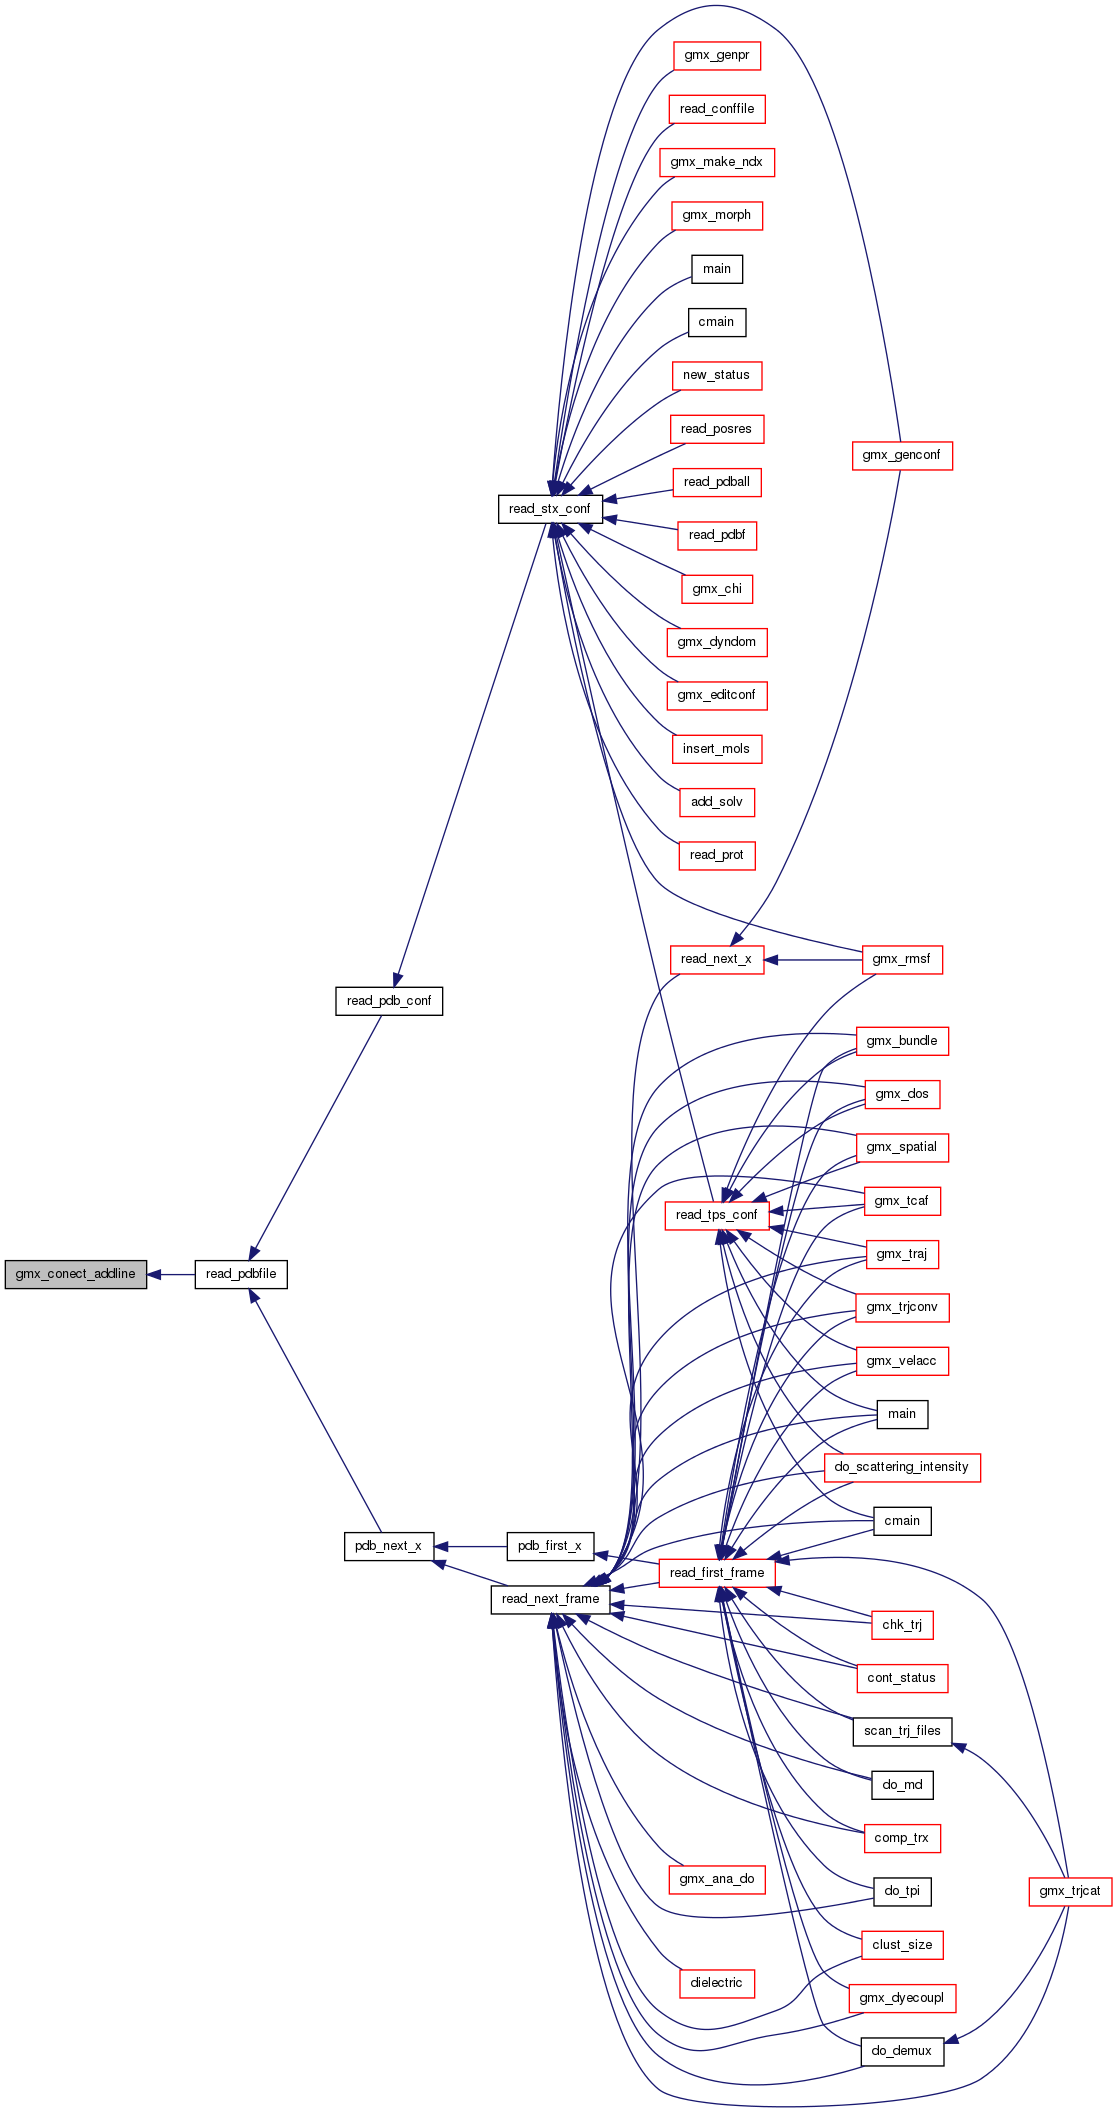 gmx_genpr
read_conffile
gmx_make_ndx
gmx_morph
main
cmain
new_status
read_posres
gmx_genconf
read_pdball
read_stx_conf
read_pdbf
gmx_chi
gmx_dyndom
gmx_editconf
insert_mols
add_solv
read_prot
read_next_x
gmx_rmsf
read_pdb_conf
gmx_bundle
gmx_dos
gmx_spatial
gmx_tcaf
read_tps_conf
gmx_traj
gmx_conect_addline
read_pdbfile
gmx_trjconv
gmx_velacc
main
do_scattering_intensity
cmain
pdb_next_x
pdb_first_x
read_first_frame
read_next_frame
chk_trj
cont_status
scan_trj_files
do_md
comp_trx
gmx_ana_do
do_tpi
gmx_trjcat
clust_size
dielectric
gmx_dyecoupl
do_demux